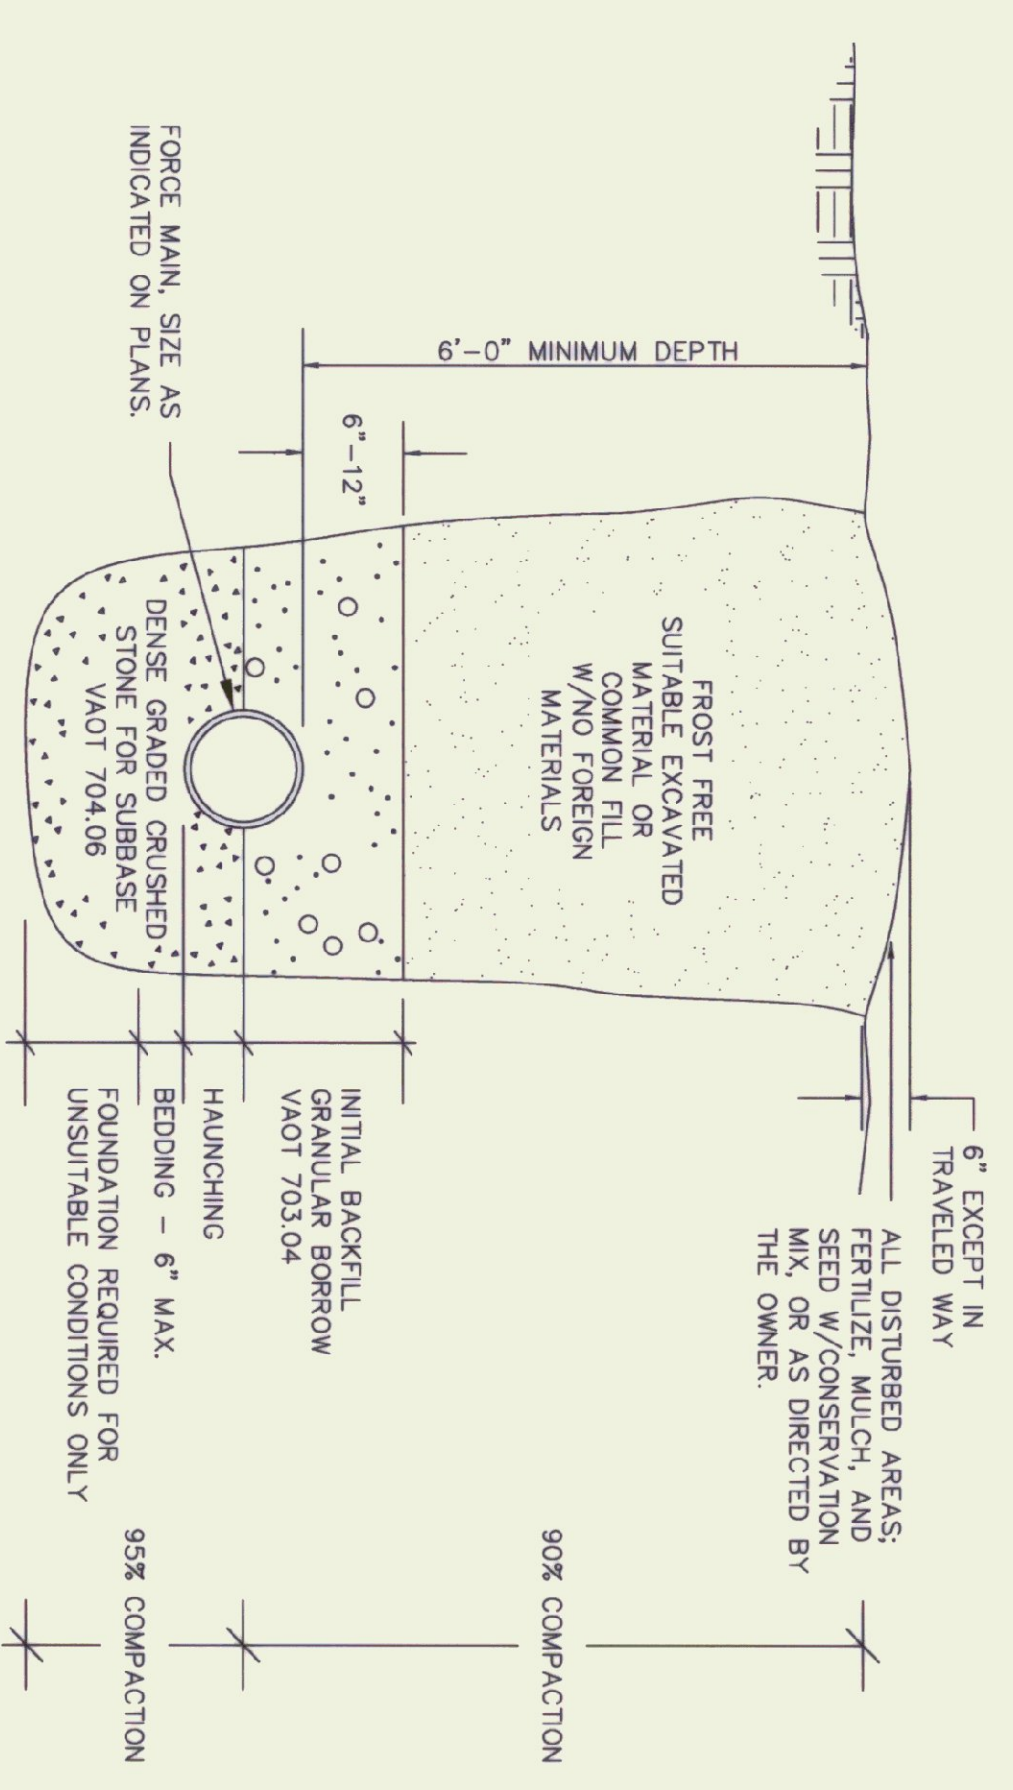 6" EXCEPT IN
TRAVELED WAY
ALL DISTURBED AREAS;
FERTILIZE, MULCH, AND
SEED W/CONSERVATION
MIX, OR AS DIRECTED BY
THE OWNER.
6'-0" MINIMUM DEPTH
FROST FREE
SUITABLE EXCAVATED
MATERIAL OR
COMMON FILL
W/NO FOREIGN
MATERIALS
90% COMPACTION
6"-12"
INITIAL BACKFILL
GRANULAR BORROW
VAOT 703.04
FORCE MAIN, SIZE AS
INDICATED ON PLANS.
HAUNCHING
DENSE GRADED CRUSHED
STONE FOR SUBBASE
VAOT 704.06
BEDDING - 6" MAX.
FOUNDATION REQUIRED FOR
UNSUITABLE CONDITIONS ONLY
95% COMPACTION